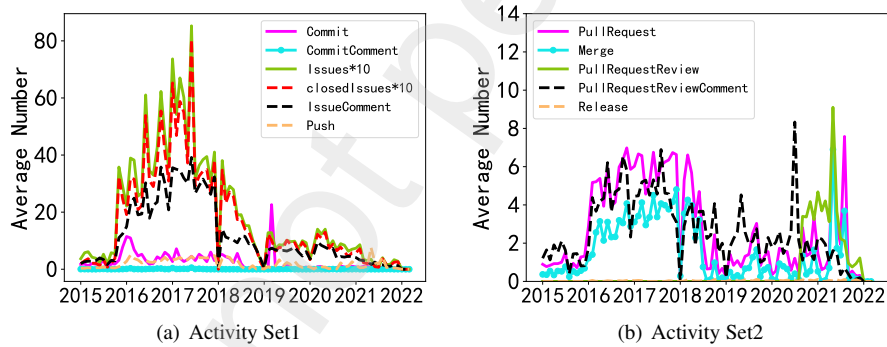 Average Number
80
60
40
20
0
2015 2016 2017 2018 2019 2020 2021 2022
Commit
CommitComment
Issues*10
closedIssues*10
IssueComment
Push
(a) Activity Set1
Average Number
14
12
10
8
6
4
2
0
2015 2016 2017 2018 2019 2020 2021 2022
PullRequest
Merge
PullRequestReview
PullRequestReviewComment
Release
(b) Activity Set2
not pe